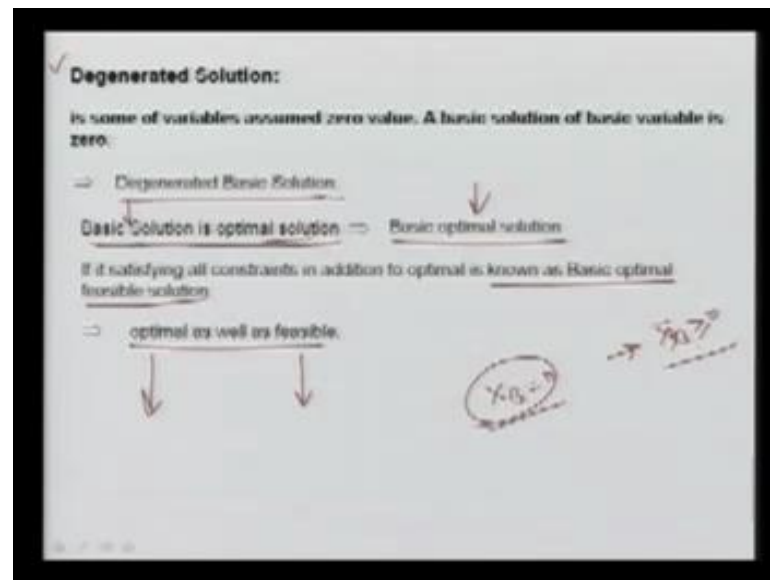 Degenerated Solution:
is some of variables assumed zero value. A basic solution of basic variable is
zero.
⇒ Degenerated Basic Solution.
Basic Solution is optimal solution ⇒ Basic optimal solution
If it satisfying all constraints in addition to optimal is known as Basic optimal
feasible solution
⇒ optimal as well as feasible.